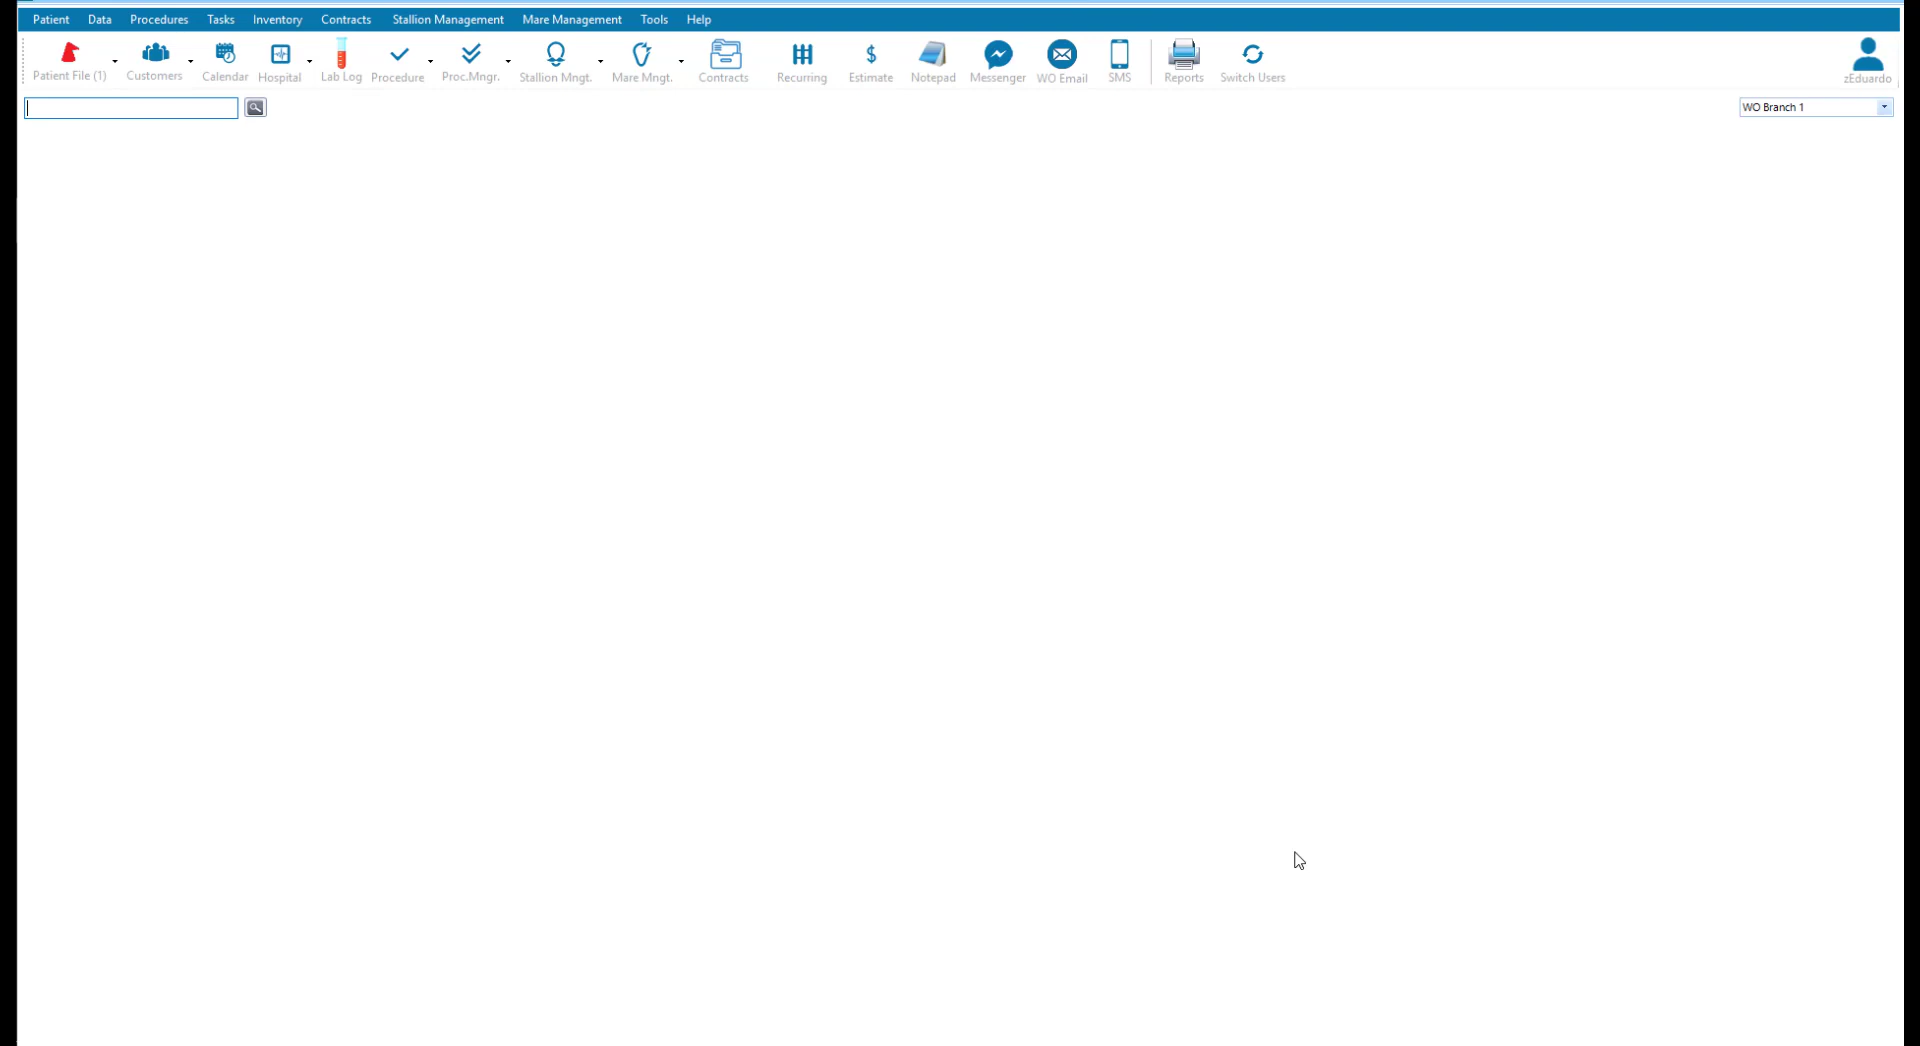 Patient Data Procedures Tasks Inventory Contracts Stallion Management Mare Management Tools Help
Patient File (1) Customers Calendar Hospital Lab Log Procedure Proc.Mngr. Stallion Mngt. Mare Mngt. Contracts Recurring Estimate Notepad Messenger WO Email SMS Reports Switch Users zEduardo
WO Branch 1